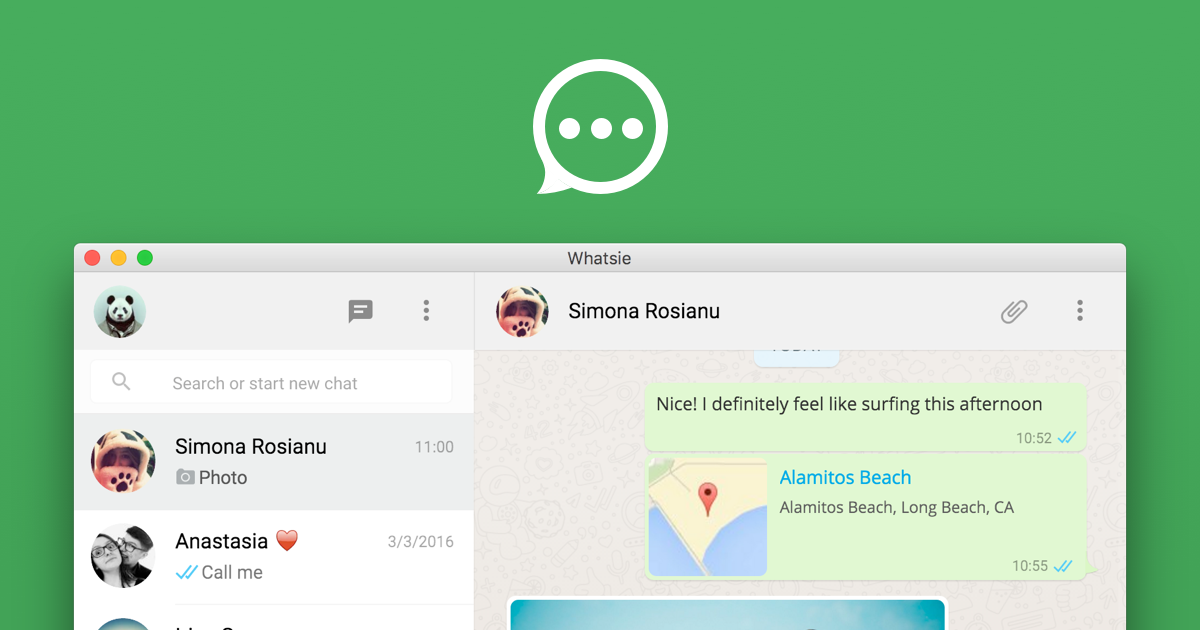 Whatsie
Simona Rosianu
Search or start new chat
Simona Rosianu
11:00
Photo
Anastasia ❤️
3/3/2016
Call me
Nice! I definitely feel like surfing this afternoon
10:52
Alamitos Beach
Alamitos Beach, Long Beach, CA
10:55